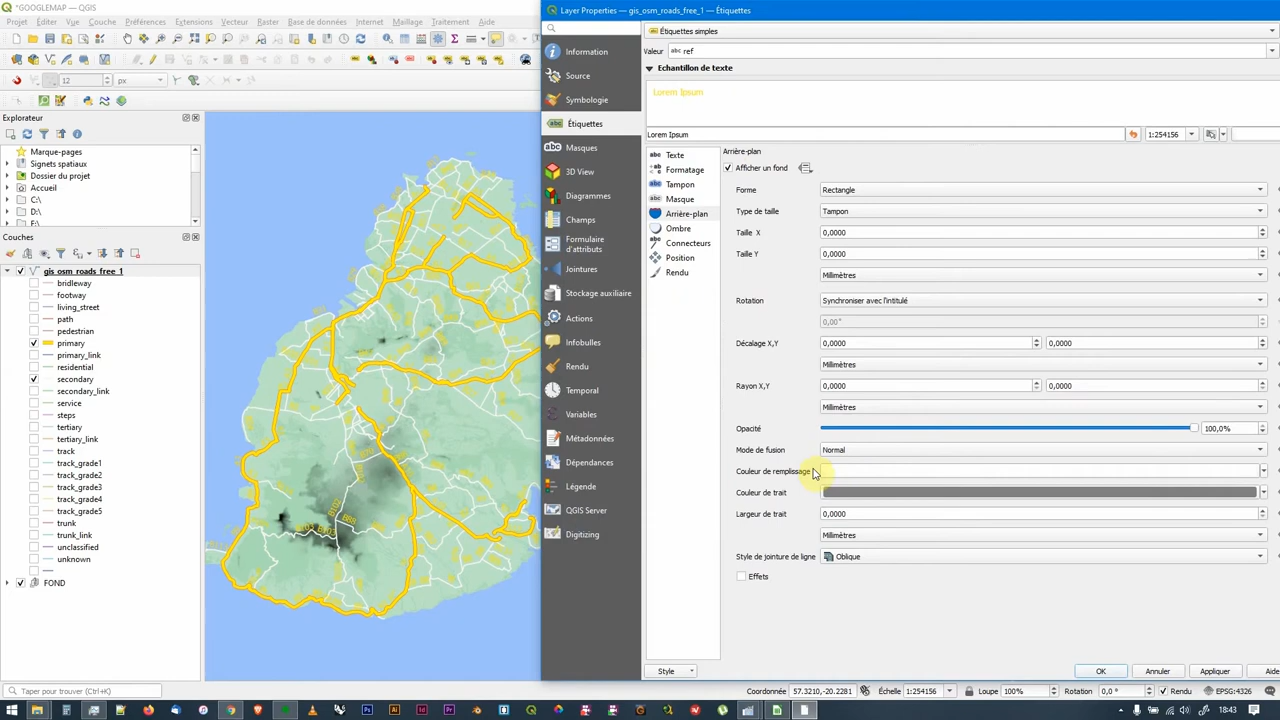 *GOOGLEMAP — QGIS
Layer Properties — gis_osm_roads_free_1 — Étiquettes
Éditer Vue Couche Préférences Extensions Vecteur Raster Base de données Internet Maillage Traitement
Étiquettes simples
Valeur abc ref
Echantillon de texte
Lorem Ipsum
Lorem Ipsum
1:254156
12 px
Explorateur
Marque-pages
Signets spatiaux
Dossier du projet
Accueil
C:\
D:\
E:\
Couches
gis_osm_roads_free_1
bridleway
footway
living_street
path
pedestrian
primary
primary_link
residential
secondary
secondary_link
service
steps
tertiary
tertiary_link
track
track_grade1
track_grade2
track_grade3
track_grade4
track_grade5
trunk
trunk_link
unclassified
unknown
FOND
B88
Information
Source
Symbologie
Étiquettes
Masques
3D View
Diagrammes
Champs
Formulaire
d'attributs
Jointures
Stockage auxiliaire
Actions
Infobulles
Rendu
Temporal
Variables
Métadonnées
Dépendances
Légende
QGIS Server
Digitizing
Texte
Formatage
Tampon
Masque
Arrière-plan
Ombre
Connecteurs
Position
Rendu
Arrière-plan
Afficher un fond
Forme Rectangle
Type de taille Tampon
Taille X 0,0000
Taille Y 0,0000
Millimètres
Rotation Synchroniser avec l'intitulé
0,00°
Décalage X,Y 0,0000 0,0000
Millimètres
Rayon X,Y 0,0000 0,0000
Millimètres
Opacité 100,0%
Mode de fusion Normal
Couleur de remplissage
Couleur de trait
Largeur de trait 0,0000
Millimètres
Style de jointure de ligne Oblique
Effets
Style OK Annuler Appliquer Aide
Taper pour trouver (Ctrl+K)
Coordonnée 57.3210,-20.2281 Échelle 1:254156 Loupe 100% Rotation 0,0 ° Rendu EPSG:4326
18:43